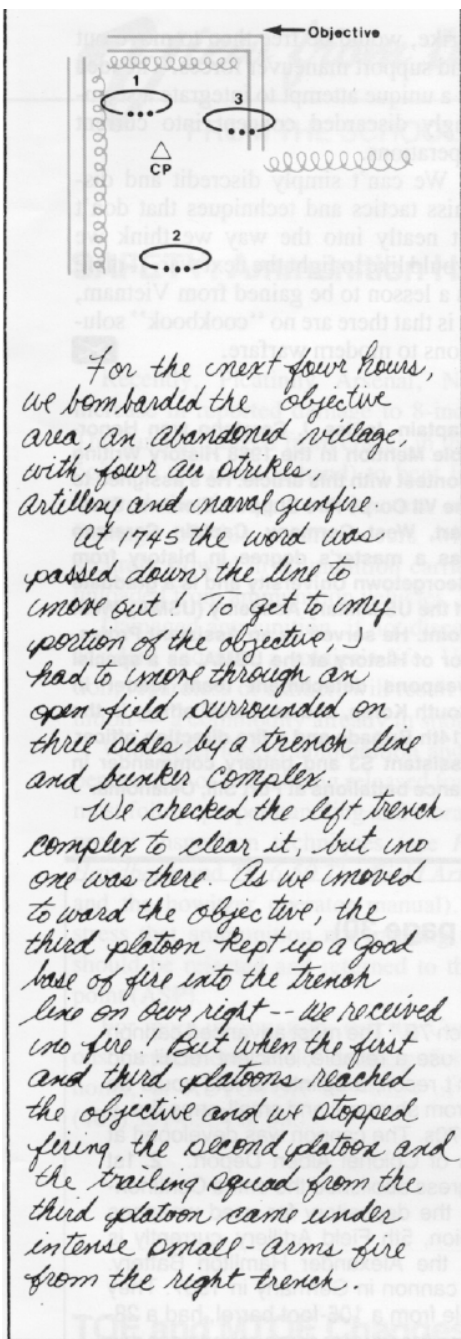 Objective
1
3
CP
2
For the next four hours,
we bombarded the objective
area, an abandoned village,
with four air strikes,
artillery and naval gunfire.
At 1745 the word was
passed down the line to
move out. To get to my
portion of the objective, I
had to move through an
open field surrounded on
three sides by a trench line
and bunker complex.
We checked the left trench
complex to clear it, but no
one was there. As we moved
toward the objective the
third platoon kept up a good
base of fire into the trench
line on our right -- We received
no fire. But when the first
and third platoons reached
the objective and we stopped
firing, the second platoon and
the trailing squad from the
third platoon came under
intense small-arms fire
from the right trench.